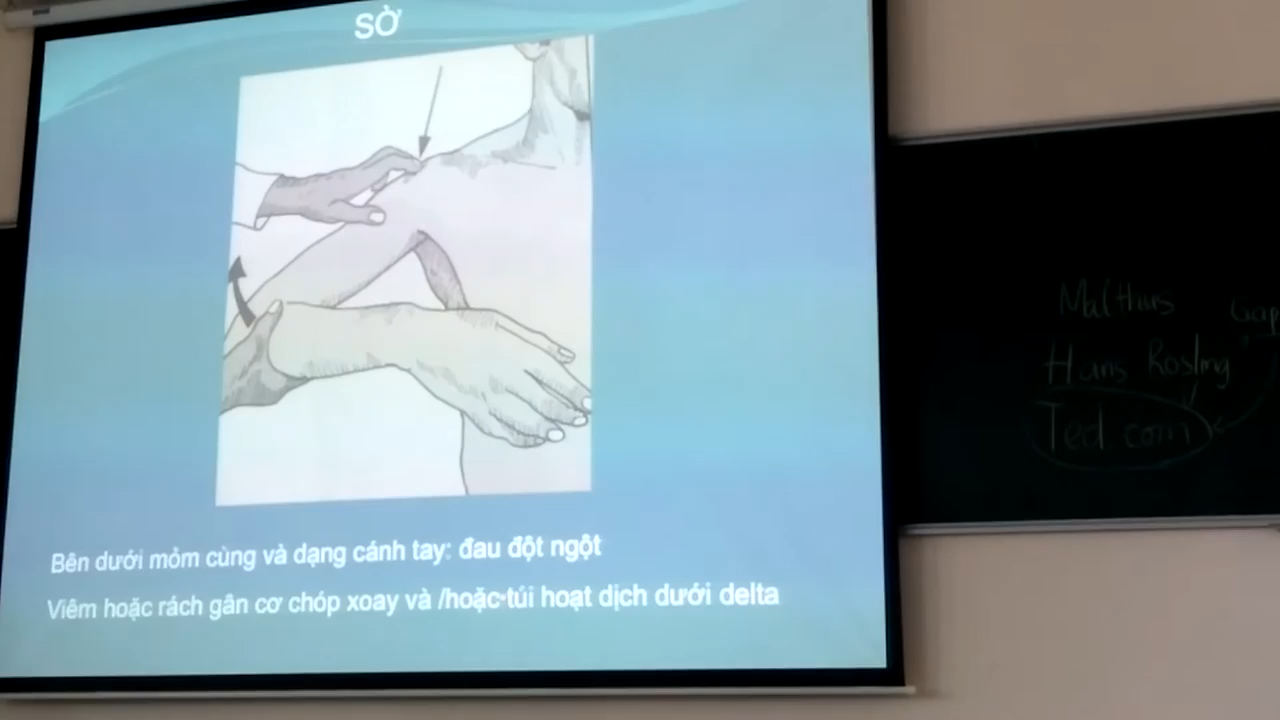 SỜ
Bên dưới mỏm cùng và dạng cánh tay: đau đột ngột
Viêm hoặc rách gân cơ chóp xoay và /hoặc túi hoạt dịch dưới delta
Malthus
Hans Rosling
Ted.com